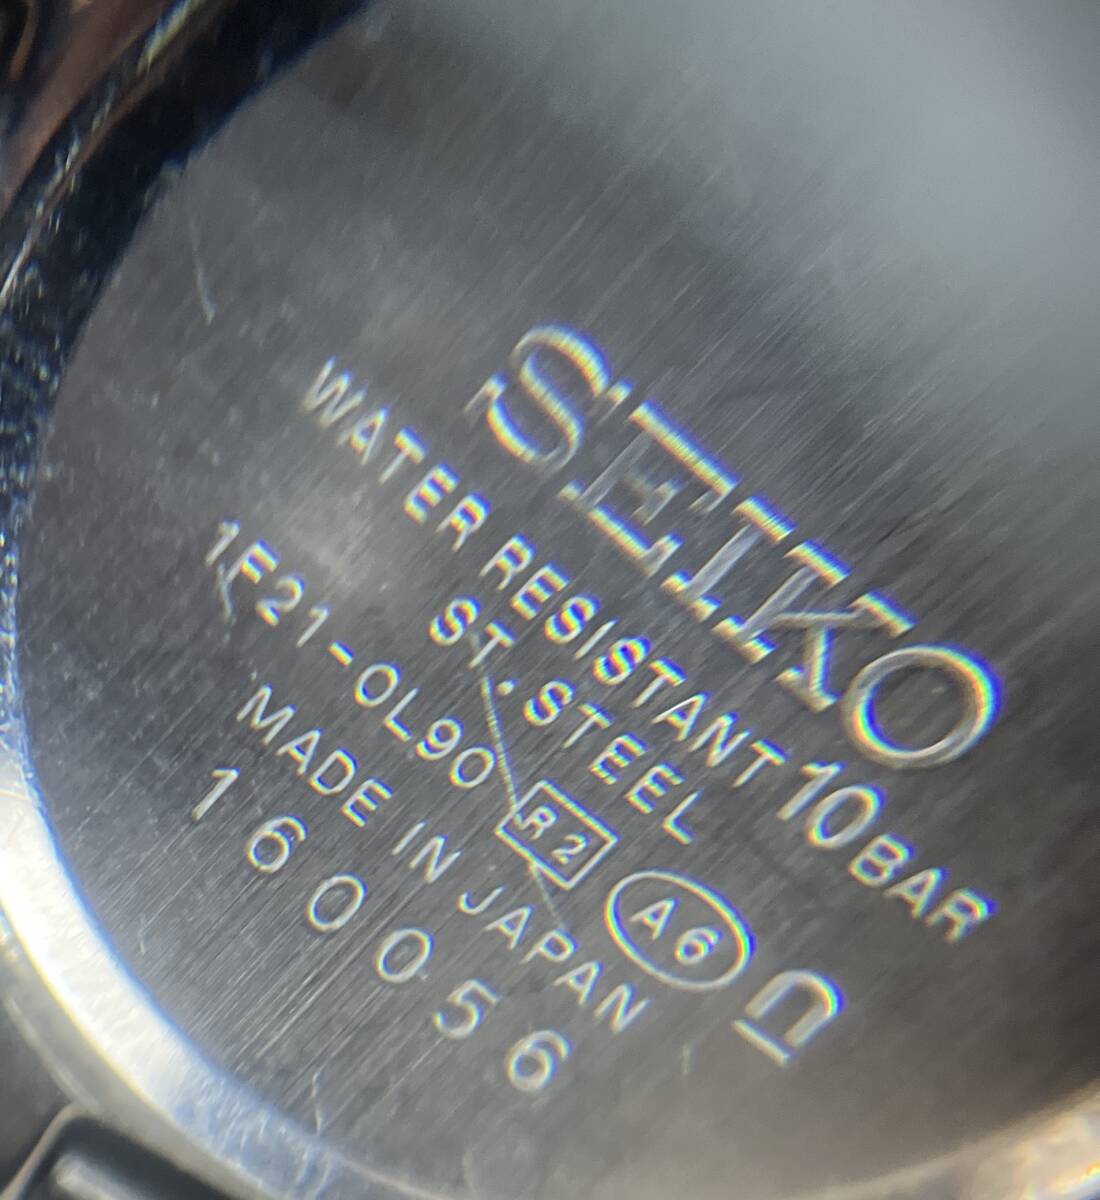 SEIKO
WATER RESISTANT 10BAR
ST.STEEL
1F21-0L90 R2 A6
MADE IN JAPAN
160056